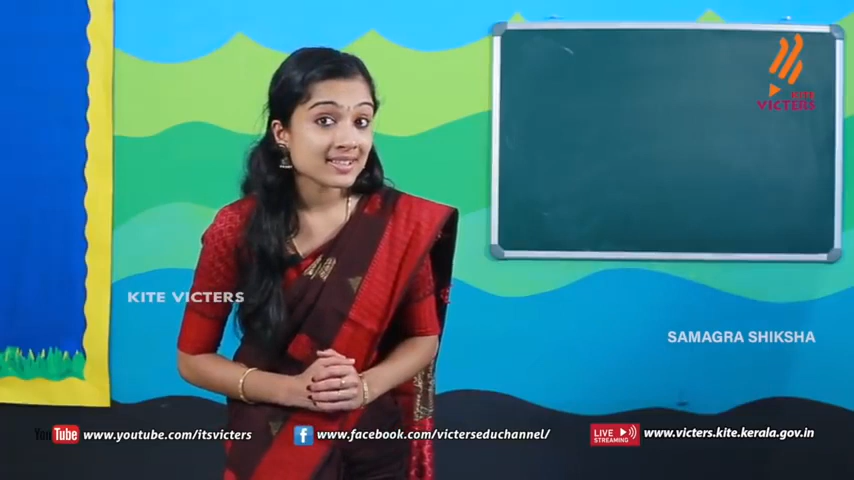 KITE
VICTERS
KITE VICTERS
SAMAGRA SHIKSHA
YouTube www.youtube.com/itsvicters
f www.facebook.com/victerseduchannel/
LIVE
STREAMING
www.victers.kite.kerala.gov.in